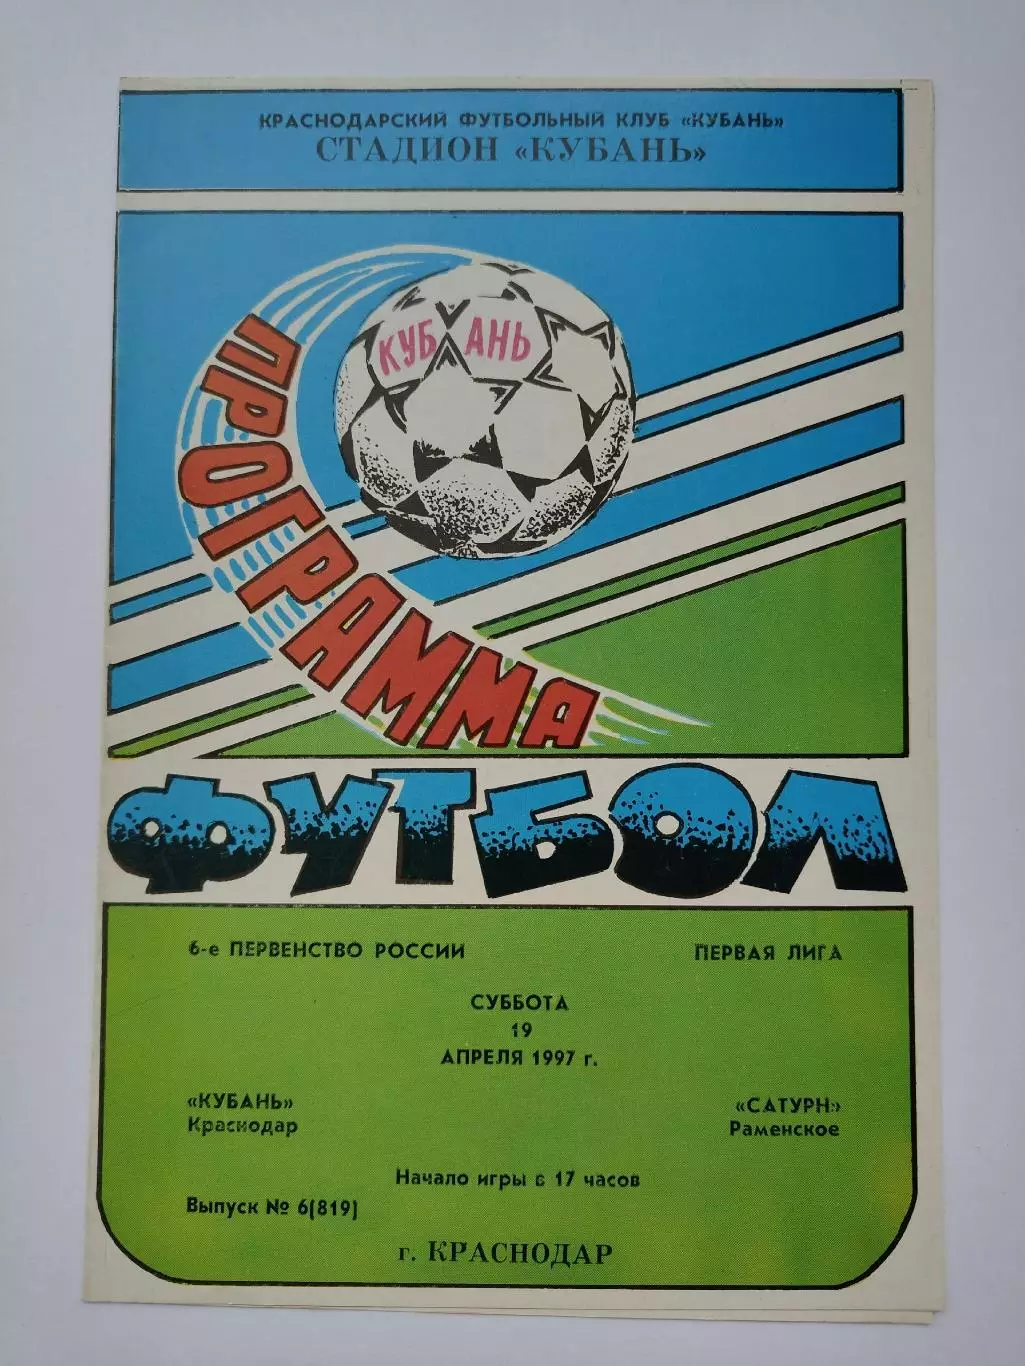 КРАСНОДАРСКИЙ ФУТБОЛЬНЫЙ КЛУБ «КУБАНЬ»
СТАДИОН «КУБАНЬ»
КУБАНЬ
ПРОГРАММА
ФУТБОЛ
6-е ПЕРВЕНСТВО РОССИИ ПЕРВАЯ ЛИГА
СУББОТА
19
АПРЕЛЯ 1997 г.
«КУБАНЬ» «САТУРН»
Краснодар Раменское
Начало игры в 17 часов
Выпуск № 6(819)
г. КРАСНОДАР